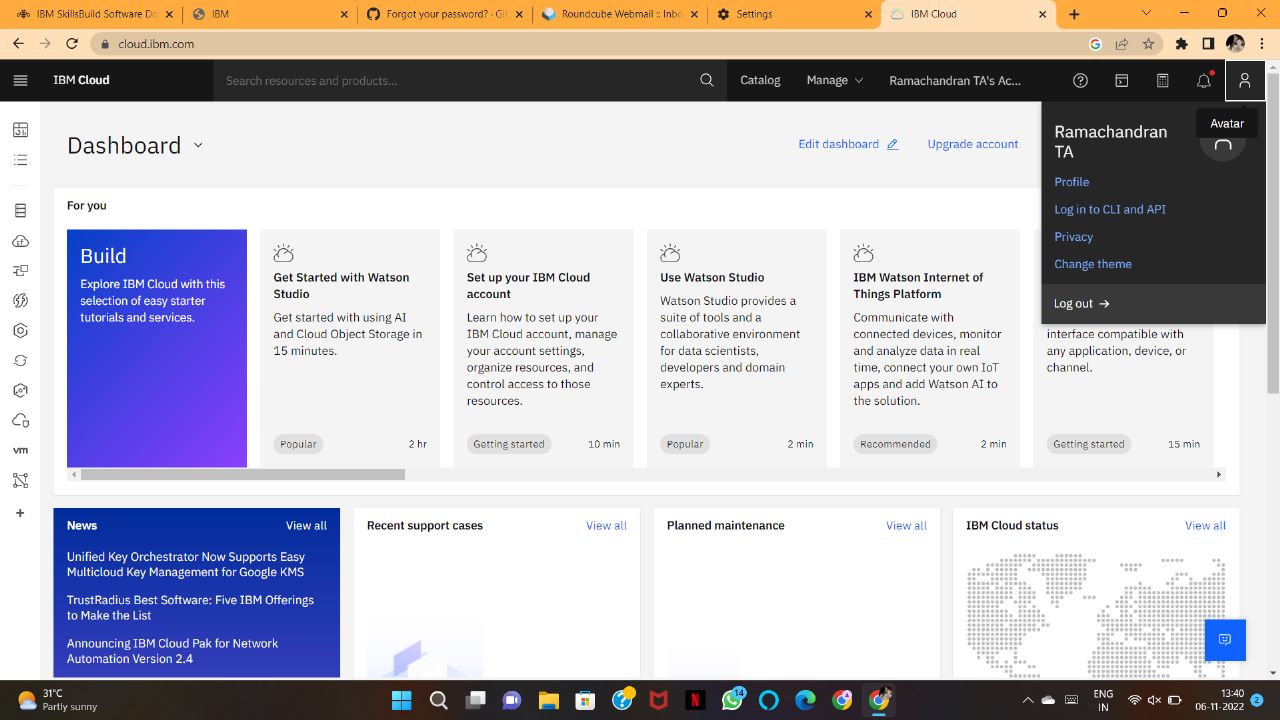 IBM SkillsBuild Software Do
IBM
Forgot your password? · Git
Roundcube Webmail :: Inbo
Settings
IBM Cloud
cloud.ibm.com
IBM Cloud
Search resources and products...
Catalog
Manage
Ramachandran TA's Ac...
Avatar
Ramachandran
TA
Profile
Log in to CLI and API
Privacy
Change theme
Log out →
Dashboard
Edit dashboard
Upgrade account
For you
Build
Explore IBM Cloud with this
selection of easy starter
tutorials and services.
Get Started with Watson
Studio
Get started with using AI
and Cloud Object Storage in
15 minutes.
Popular
2 hr
Set up your IBM Cloud
account
Learn how to set up your
IBM Cloud account, manage
your account settings,
organize resources, and
control access to those
resources.
Getting started
10 min
Use Watson Studio
Watson Studio provides a
suite of tools and a
collaborative environment
for data scientists,
developers and domain
experts.
Popular
2 min
IBM Watson Internet of
Things Platform
Communicate with
connected devices, monitor
and analyze data in real
time, connect your own IoT
apps and add Watson AI to
the solution.
Recommended
2 min
interface compatible with
any application, device, or
channel.
Getting started
15 min
vm
News
View all
Unified Key Orchestrator Now Supports Easy
Multicloud Key Management for Google KMS
TrustRadius Best Software: Five IBM Offerings
to Make the List
Announcing IBM Cloud Pak for Network
Automation Version 2.4
Recent support cases
View all
Planned maintenance
View all
IBM Cloud status
View all
31°C
Partly sunny
14
ENG
IN
13:40
06-11-2022
2